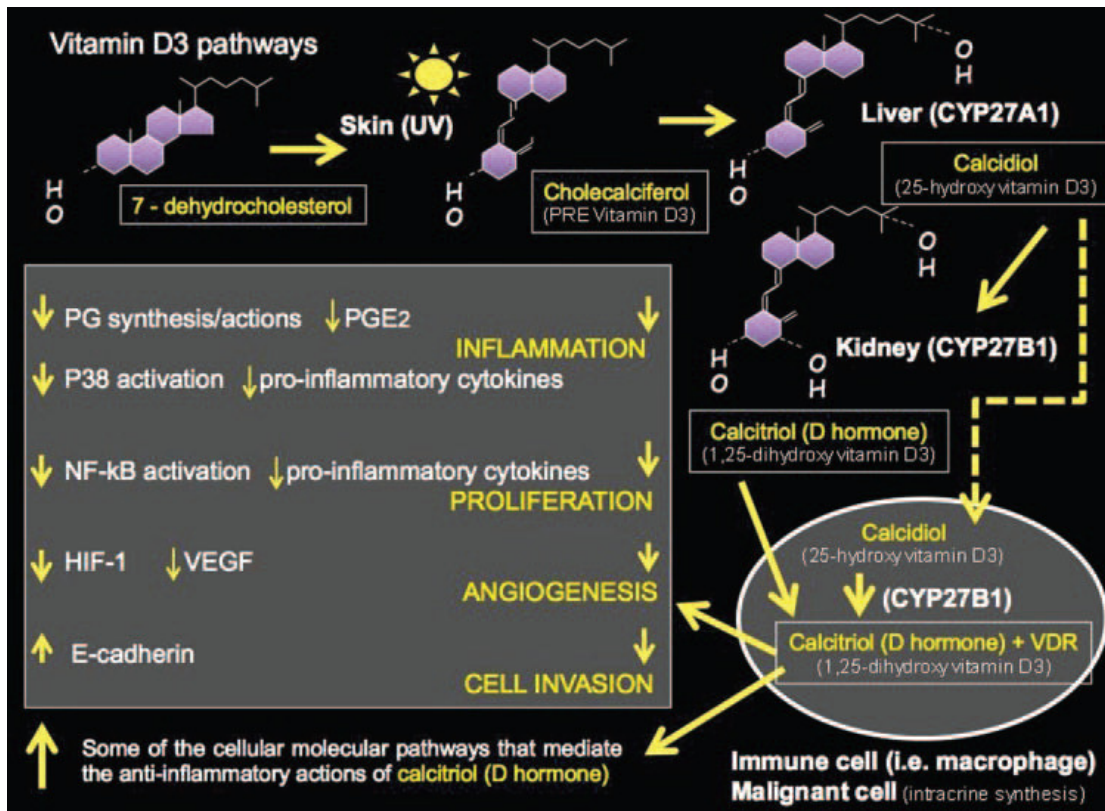 Vitamin D3 pathways
H
O
7 - dehydrocholesterol
Skin (UV)
Cholecalciferol
(PRE Vitamin D3)
H
O
O
H
Liver (CYP27A1)
Calcidiol
(25-hydroxy vitamin D3)
H
O
O
H
Kidney (CYP27B1)
H
O
O
H
Calcitriol (D hormone)
(1,25-dihydroxy vitamin D3)
Calcidiol
(25-hydroxy vitamin D3)
(CYP27B1)
Calcitriol (D hormone) + VDR
(1,25-dihydroxy vitamin D3)
Immune cell (i.e. macrophage)
Malignant cell (intracrine synthesis)
↓ PG synthesis/actions ↓PGE2 ↓
INFLAMMATION
↓ P38 activation ↓pro-inflammatory cytokines
↓ NF-kB activation ↓pro-inflammatory cytokines ↓
PROLIFERATION
↓ HIF-1 ↓VEGF ↓
ANGIOGENESIS
↑ E-cadherin ↓
CELL INVASION
Some of the cellular molecular pathways that mediate
the anti-inflammatory actions of calcitriol (D hormone)